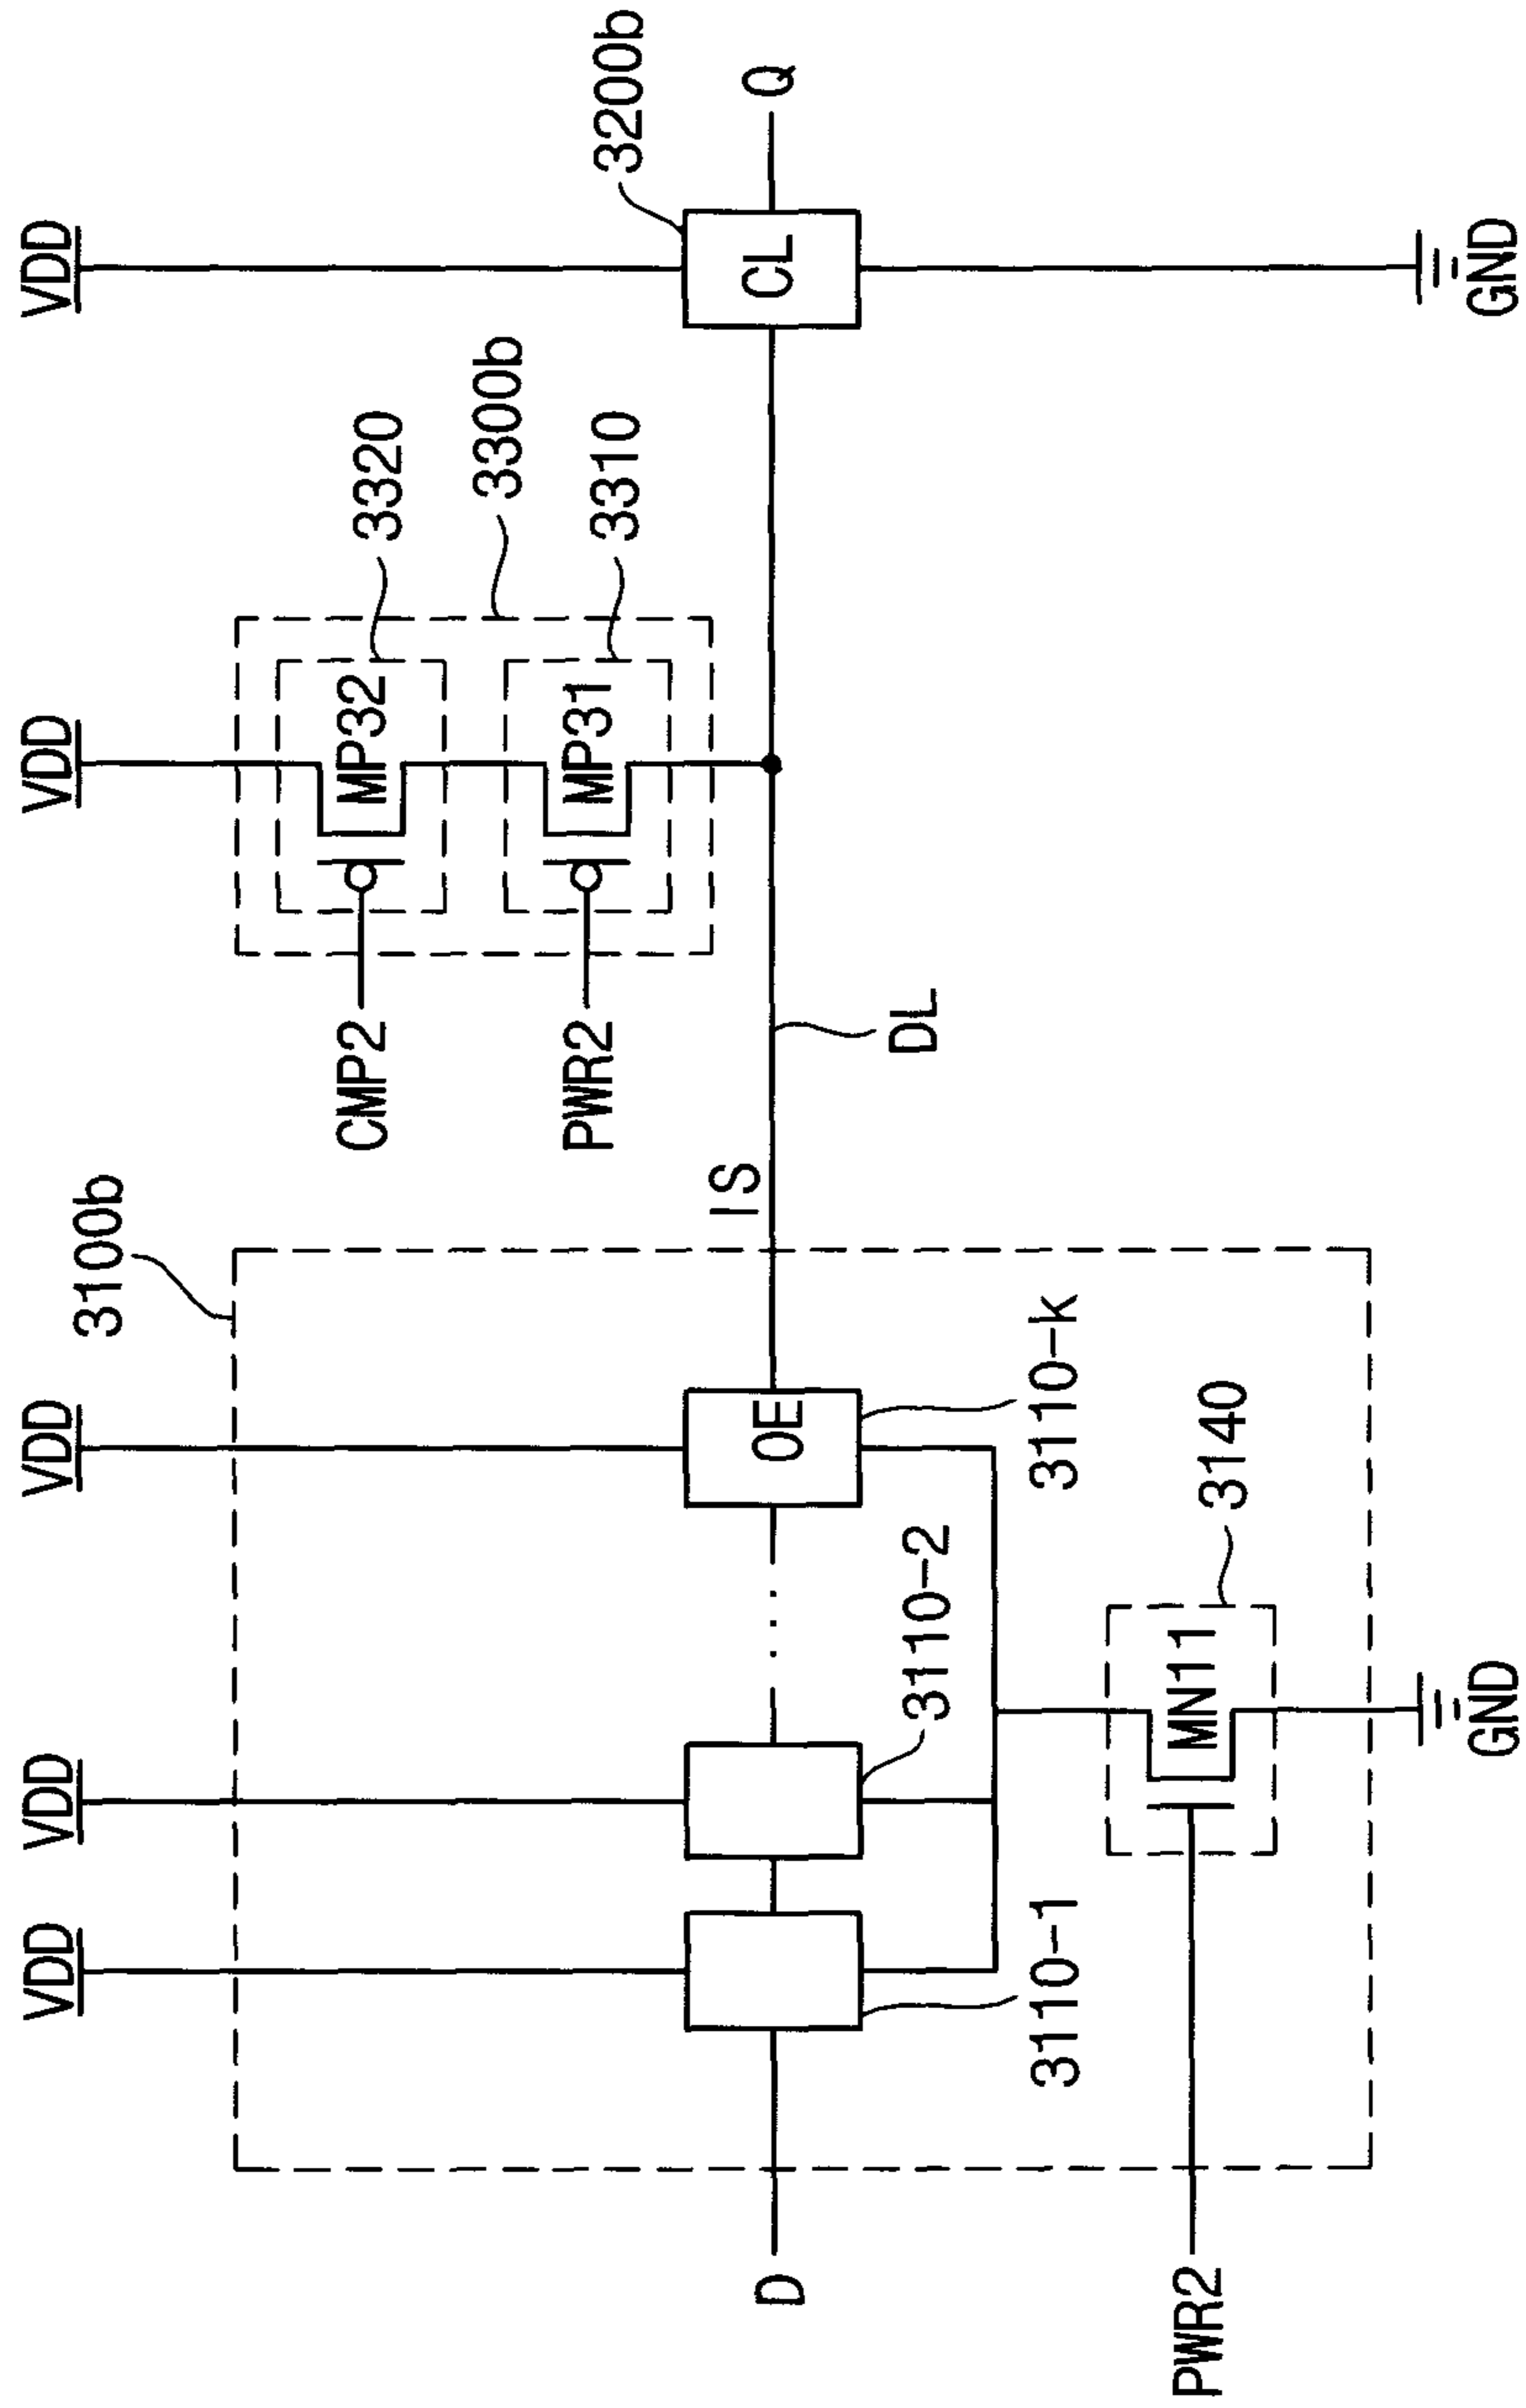 VDD
VDD
VDD
VDD
VDD
3100b
CMP2
MP32
3320
3300b
PWR2
MP31
3310
3200b
IS
D
OE
CL
Q
DL
3110-1
3110-2
3110-k
MN11
3140
PWR2
GND
GND